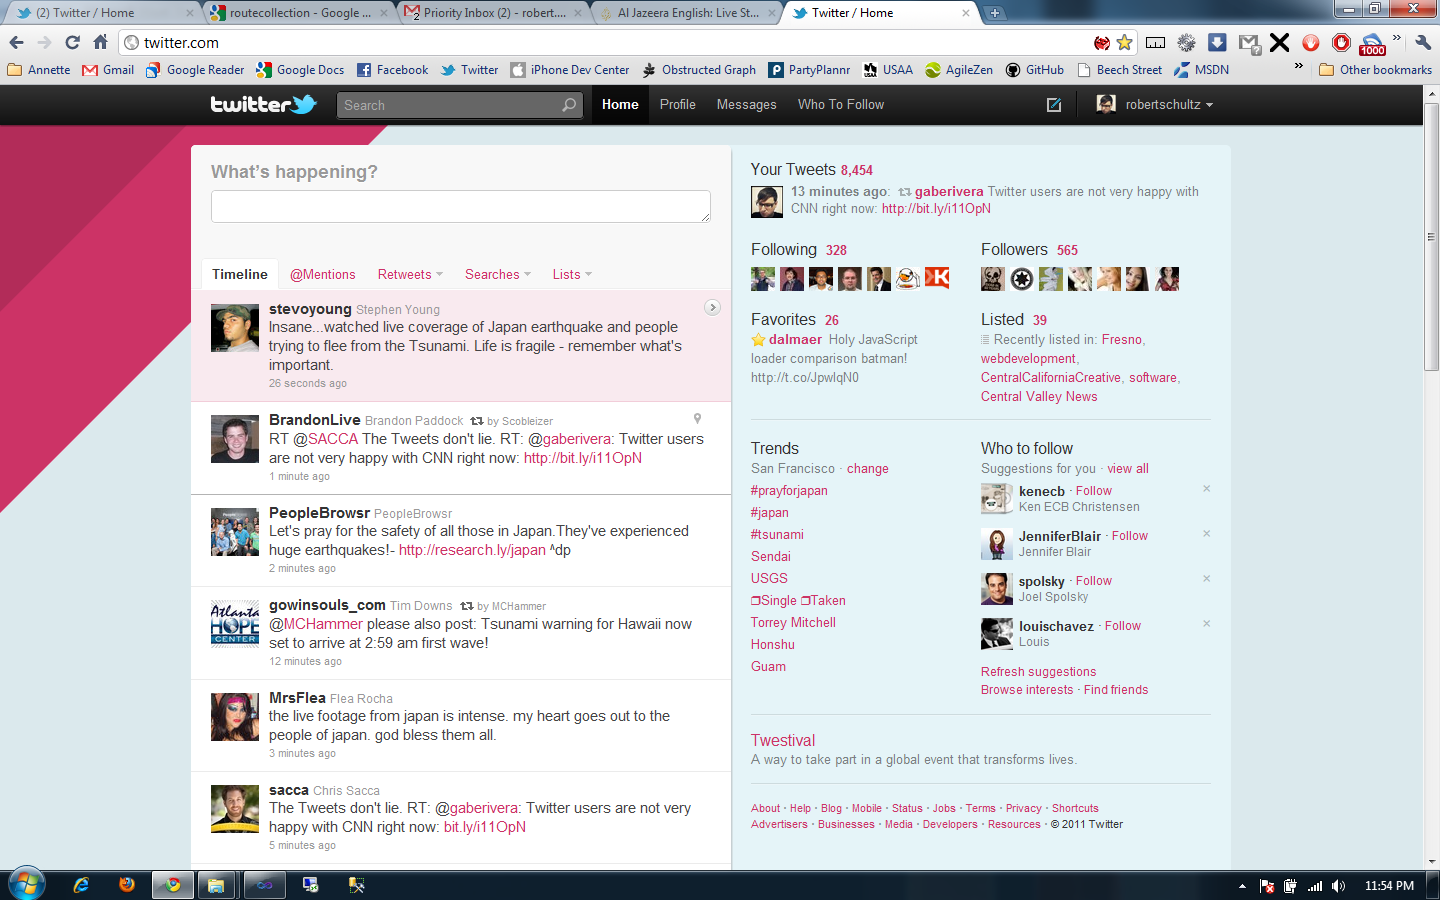 (2) Twitter / Home
routecollection - Google ...
Priority Inbox (2) - robert....
Al Jazeera English: Live St...
Twitter / Home
twitter.com
1000
Annette
Gmail
Google Reader
Google Docs
Facebook
Twitter
iPhone Dev Center
Obstructed Graph
PartyPlannr
USAA
AgileZen
GitHub
Beech Street
MSDN
Other bookmarks
twitter
Search
Home
Profile
Messages
Who To Follow
robertschultz
What's happening?
Timeline
@Mentions
Retweets
Searches
Lists
stevoyoung Stephen Young
Insane...watched live coverage of Japan earthquake and people
trying to flee from the Tsunami. Life is fragile - remember what's
important.
26 seconds ago
BrandonLive Brandon Paddock by Scobleizer
RT @SACCA The Tweets don't lie. RT: @gaberivera: Twitter users
are not very happy with CNN right now: http://bit.ly/i11OpN
1 minute ago
PeopleBrowsr PeopleBrowsr
Let's pray for the safety of all those in Japan.They've experienced
huge earthquakes!- http://research.ly/japan ^dp
2 minutes ago
Atlanta
HOPE
CENTER
gowinsouls_com Tim Downs by MCHammer
@MCHammer please also post: Tsunami warning for Hawaii now
set to arrive at 2:59 am first wave!
12 minutes ago
MrsFlea Flea Rocha
the live footage from japan is intense. my heart goes out to the
people of japan. god bless them all.
3 minutes ago
sacca Chris Sacca
The Tweets don't lie. RT: @gaberivera: Twitter users are not very
happy with CNN right now: bit.ly/i11OpN
5 minutes ago
Your Tweets 8,454
13 minutes ago: gaberivera Twitter users are not very happy with
CNN right now: http://bit.ly/i11OpN
Following 328
Followers 565
Favorites 26
dalmaer Holy JavaScript
loader comparison batman!
http://t.co/JpwlqN0
Listed 39
Recently listed in: Fresno,
webdevelopment,
CentralCaliforniaCreative, software,
Central Valley News
Trends
San Francisco · change
#prayforjapan
#japan
#tsunami
Sendai
USGS
❒Single ❒Taken
Torrey Mitchell
Honshu
Guam
Who to follow
Suggestions for you · view all
kenecb · Follow
Ken ECB Christensen
JenniferBlair · Follow
Jennifer Blair
spolsky · Follow
Joel Spolsky
louischavez · Follow
Louis
Refresh suggestions
Browse interests · Find friends
Twestival
A way to take part in a global event that transforms lives.
About · Help · Blog · Mobile · Status · Jobs · Terms · Privacy · Shortcuts
Advertisers · Businesses · Media · Developers · Resources · © 2011 Twitter
11:54 PM